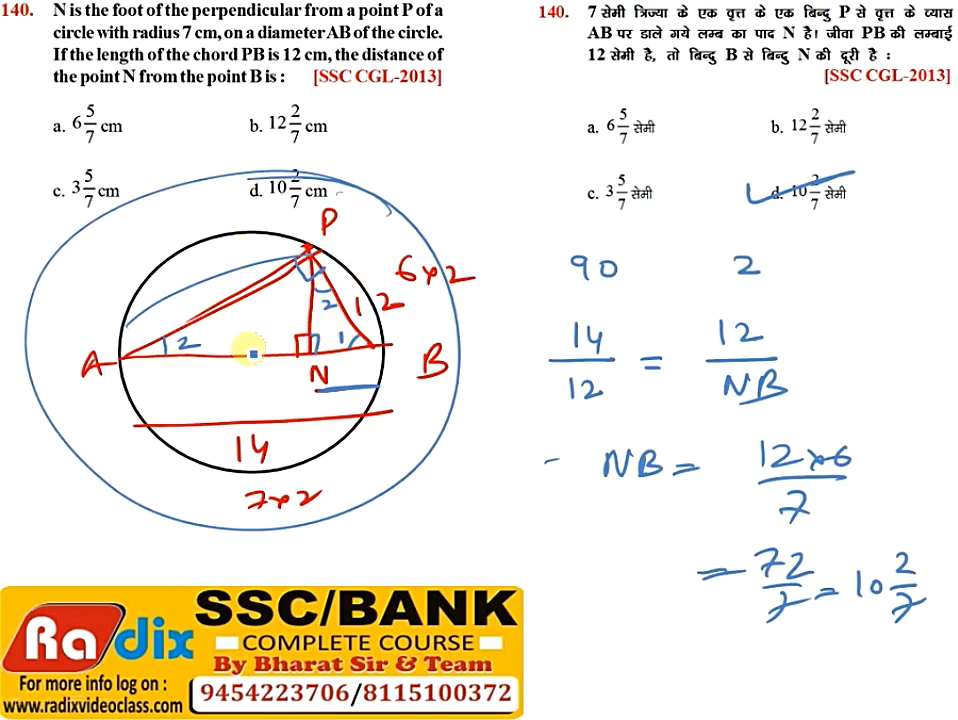 140. N is the foot of the perpendicular from a point P of a
circle with radius 7 cm, on a diameter AB of the circle.
If the length of the chord PB is 12 cm, the distance of
the point N from the point B is : [SSC CGL-2013]
a. 6 5/7 cm b. 12 2/7 cm
c. 3 5/7 cm d. 10 2/7 cm
140. 7 सेमी त्रिज्या के एक वृत्त के एक बिन्दु P से वृत्त के व्यास
AB पर डाले गये लम्ब का पाद N है। जीवा PB की लम्बाई
12 सेमी है, तो बिन्दु B से बिन्दु N की दूरी है :
[SSC CGL-2013]
a. 6 5/7 सेमी b. 12 2/7 सेमी
c. 3 5/7 सेमी d. 10 2/7 सेमी
P
6×2
12
2
2
1
A
N
B
14
7×2
90 2
14/12 = 12/NB
NB = 12×6/7
= 72/7 = 10 2/7
Radix
For more info log on :
www.radixvideoclass.com
SSC/BANK
COMPLETE COURSE
By Bharat Sir & Team
9454223706/8115100372